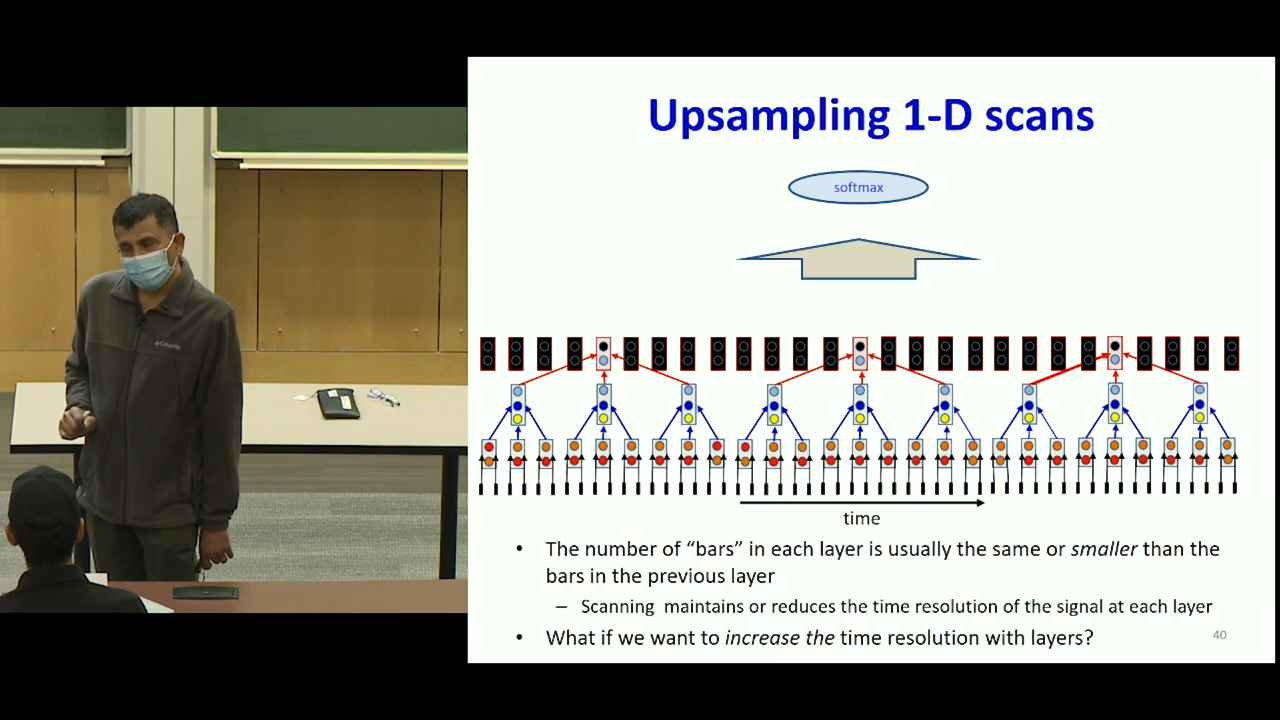 Upsampling 1-D scans
softmax
time
• The number of “bars” in each layer is usually the same or smaller than the
bars in the previous layer
– Scanning maintains or reduces the time resolution of the signal at each layer
• What if we want to increase the time resolution with layers?
40
Columbia